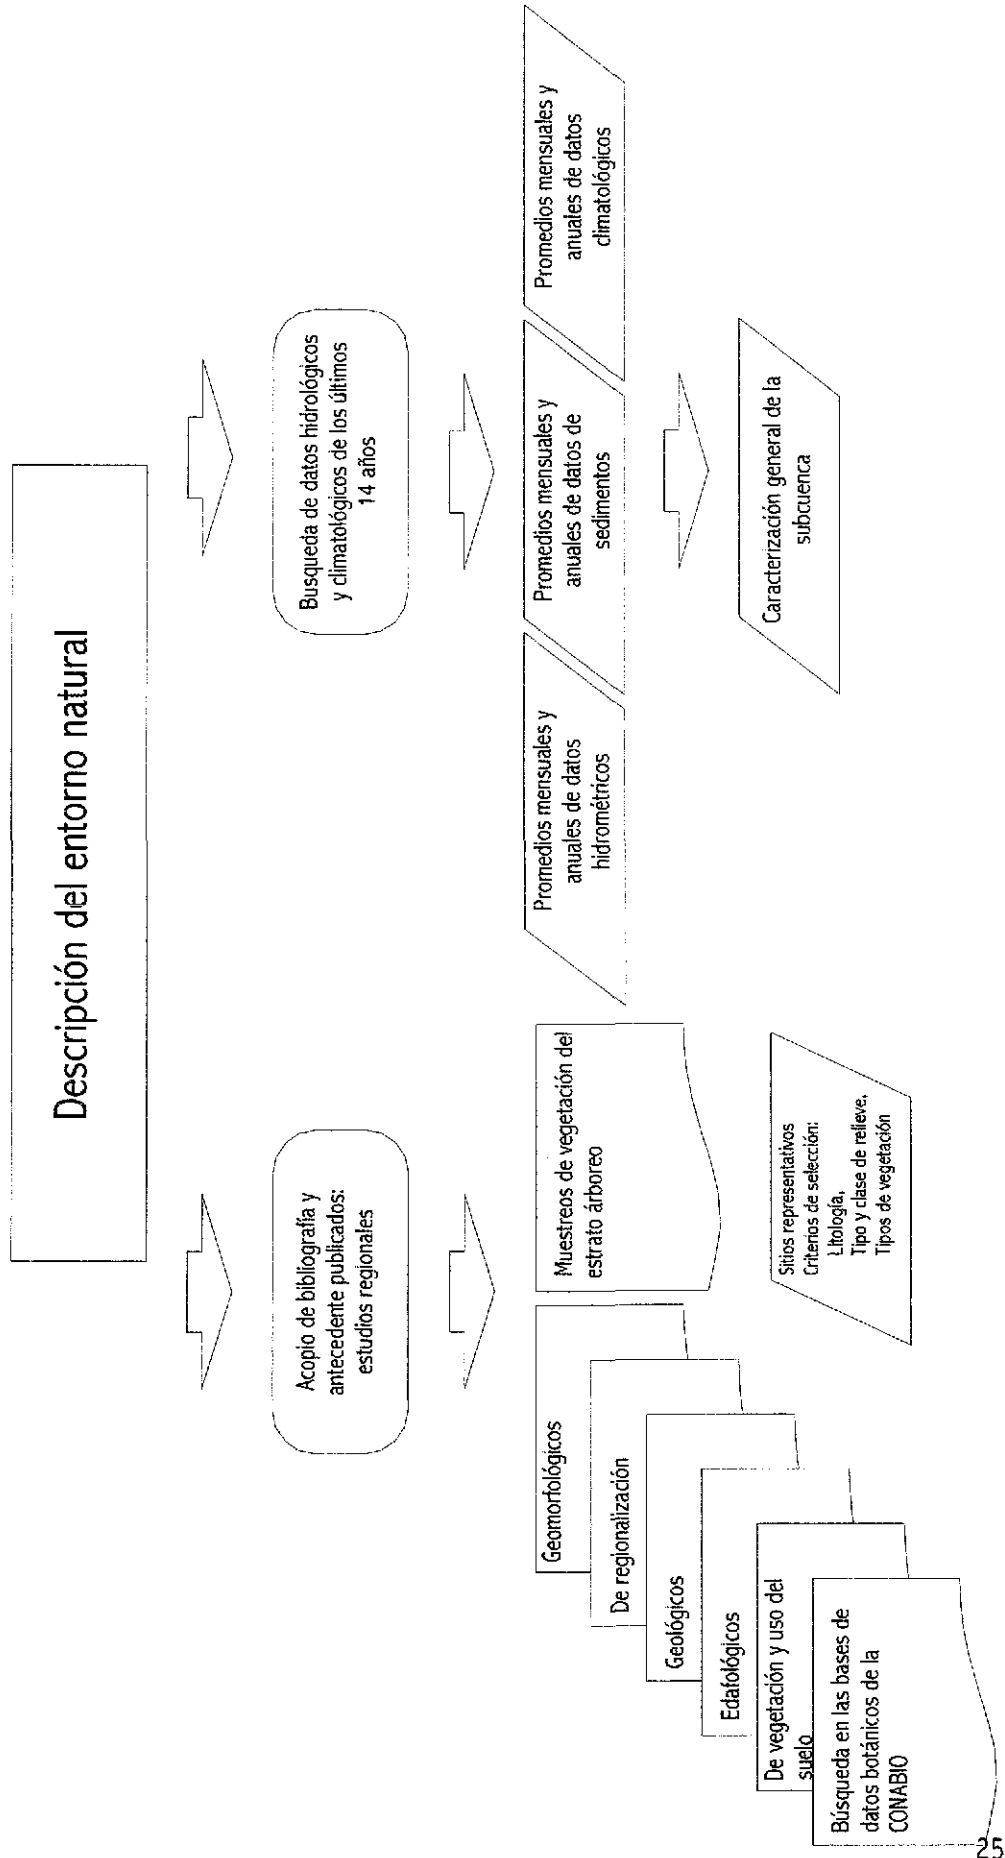 Descripción del entorno natural
Acopio de bibliografía y
antecedente publicados:
estudios regionales
Busqueda de datos hidrológicos
y climatológicos de los últimos
14 años
Geomorfológicos
De regionalización
Geológicos
Edafológicos
De vegetación y uso del
suelo
Búsqueda en las bases de
datos botánicos de la
CONABIO
Muestreos de vegetación del
estrato árboreo
Sitios representativos
Criterios de selección:
Litología,
Tipo y clase de relieve,
Tipos de vegetación
Promedios mensuales y
anuales de datos
hidrométricos
Promedios mensuales y
anuales de datos de
sedimentos
Promedios mensuales y
anuales de datos
climatológicos
Caracterización general de la
subcuenca
25